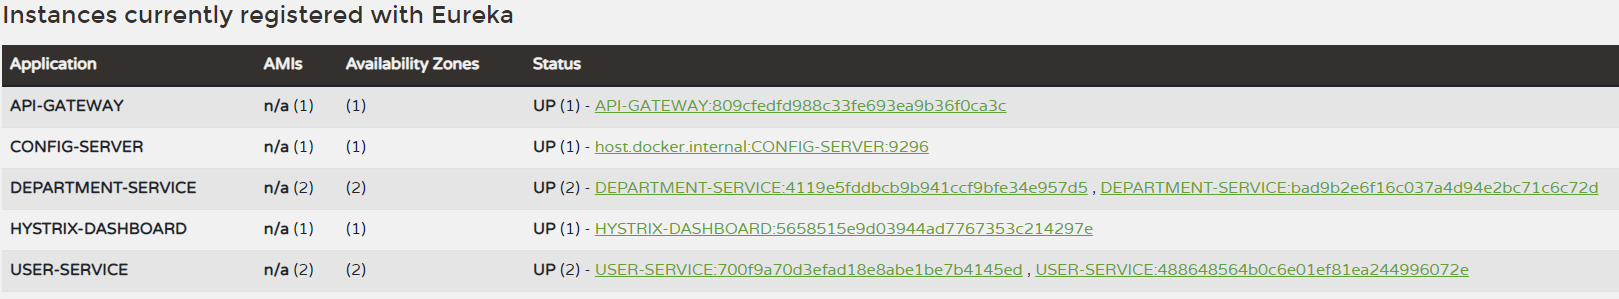 Instances currently registered with Eureka
Application AMIs Availability Zones Status
API-GATEWAY n/a (1) (1) UP (1) - API-GATEWAY:809cfedfd988c33fe693ea9b36f0ca3c
CONFIG-SERVER n/a (1) (1) UP (1) - host.docker.internal:CONFIG-SERVER:9296
DEPARTMENT-SERVICE n/a (2) (2) UP (2) - DEPARTMENT-SERVICE:4119e5fddbcb9b941ccf9bfe34e957d5 , DEPARTMENT-SERVICE:bad9b2e6f16c037a4d94e2bc71c6c72d
HYSTRIX-DASHBOARD n/a (1) (1) UP (1) - HYSTRIX-DASHBOARD:5658515e9d03944ad7767353c214297e
USER-SERVICE n/a (2) (2) UP (2) - USER-SERVICE:700f9a70d3efad18e8abe1be7b4145ed , USER-SERVICE:488648564b0c6e01ef81ea244996072e